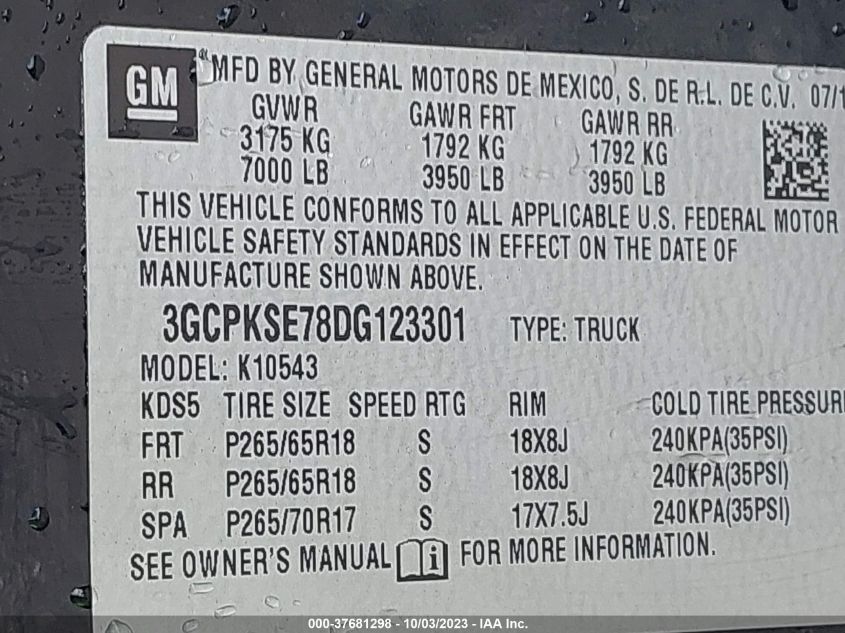 GM
® MFD BY GENERAL MOTORS DE MEXICO, S. DE R.L. DE C.V. 07/1
GVWR GAWR FRT GAWR RR
3175 KG 1792 KG 1792 KG
7000 LB 3950 LB 3950 LB
THIS VEHICLE CONFORMS TO ALL APPLICABLE U.S. FEDERAL MOTOR
VEHICLE SAFETY STANDARDS IN EFFECT ON THE DATE OF
MANUFACTURE SHOWN ABOVE.
3GCPKSE78DG123301 TYPE: TRUCK
MODEL: K10543
KDS5 TIRE SIZE SPEED RTG RIM COLD TIRE PRESSURE
FRT P265/65R18 S 18X8J 240KPA(35PSI)
RR P265/65R18 S 18X8J 240KPA(35PSI)
SPA P265/70R17 S 17X7.5J 240KPA(35PSI)
SEE OWNER'S MANUAL i FOR MORE INFORMATION.
000-37681298 - 10/03/2023 - IAA Inc.